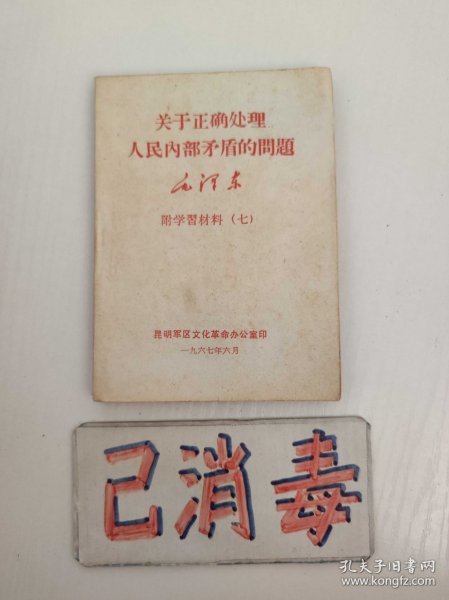 关于正确处理
人民內部矛盾的問題
毛泽东
附学習材料（七）
昆明军区文化革命办公室印
一九六七年六月
己消毒
孔夫子旧书网
www.kongfz.com